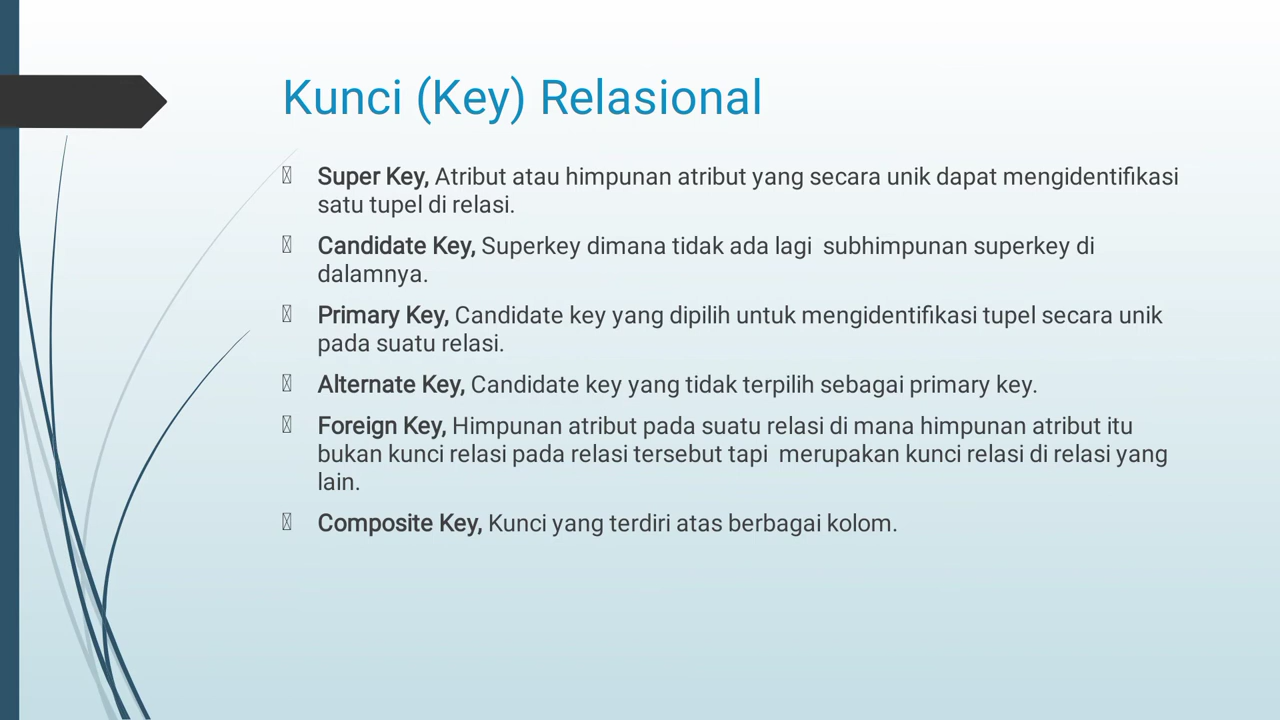 Kunci (Key) Relasional
Super Key, Atribut atau himpunan atribut yang secara unik dapat mengidentifikasi
satu tupel di relasi.
Candidate Key, Superkey dimana tidak ada lagi  subhimpunan superkey di
dalamnya.
Primary Key, Candidate key yang dipilih untuk mengidentifikasi tupel secara unik
pada suatu relasi.
Alternate Key, Candidate key yang tidak terpilih sebagai primary key.
Foreign Key, Himpunan atribut pada suatu relasi di mana himpunan atribut itu
bukan kunci relasi pada relasi tersebut tapi  merupakan kunci relasi di relasi yang
lain.
Composite Key, Kunci yang terdiri atas berbagai kolom.